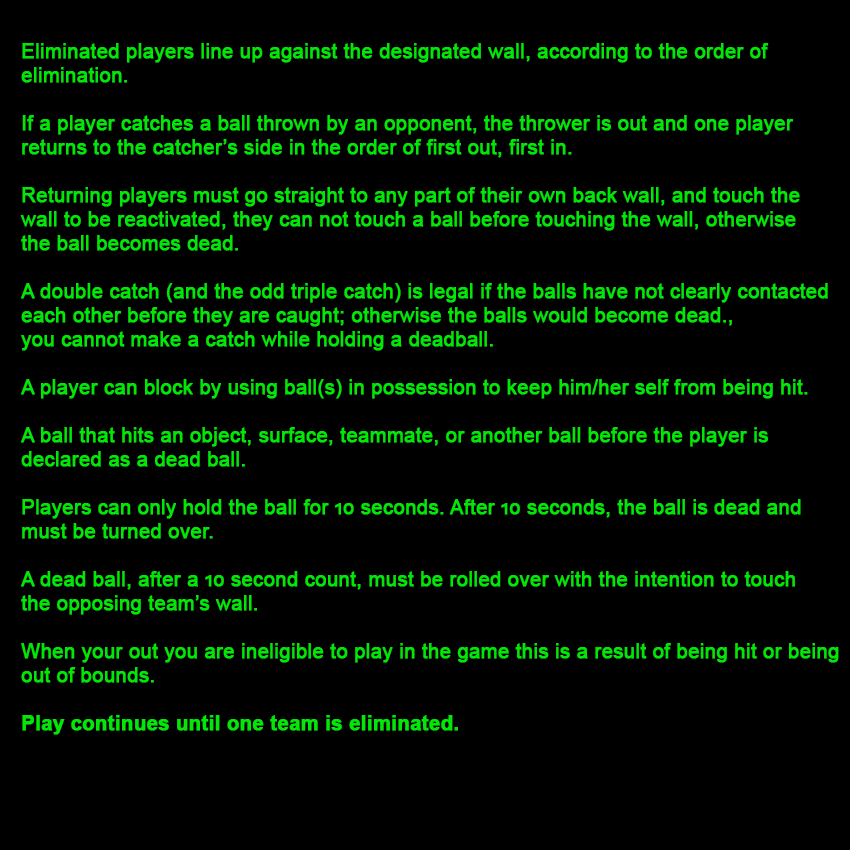 Eliminated players line up against the designated wall, according to the order of
elimination.
If a player catches a ball thrown by an opponent, the thrower is out and one player
returns to the catcher’s side in the order of first out, first in.
Returning players must go straight to any part of their own back wall, and touch the
wall to be reactivated, they can not touch a ball before touching the wall, otherwise
the ball becomes dead.
A double catch (and the odd triple catch) is legal if the balls have not clearly contacted
each other before they are caught; otherwise the balls would become dead.,
you cannot make a catch while holding a deadball.
A player can block by using ball(s) in possession to keep him/her self from being hit.
A ball that hits an object, surface, teammate, or another ball before the player is
declared as a dead ball.
Players can only hold the ball for 10 seconds. After 10 seconds, the ball is dead and
must be turned over.
A dead ball, after a 10 second count, must be rolled over with the intention to touch
the opposing team’s wall.
When your out you are ineligible to play in the game this is a result of being hit or being
out of bounds.
Play continues until one team is eliminated.